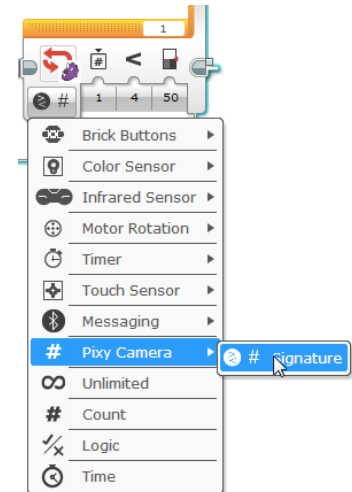 1
# <
# 1 4 50
Brick Buttons
Color Sensor
Infrared Sensor
Motor Rotation
Timer
Touch Sensor
Messaging
# Pixy Camera
# Signature
Unlimited
# Count
Logic
Time